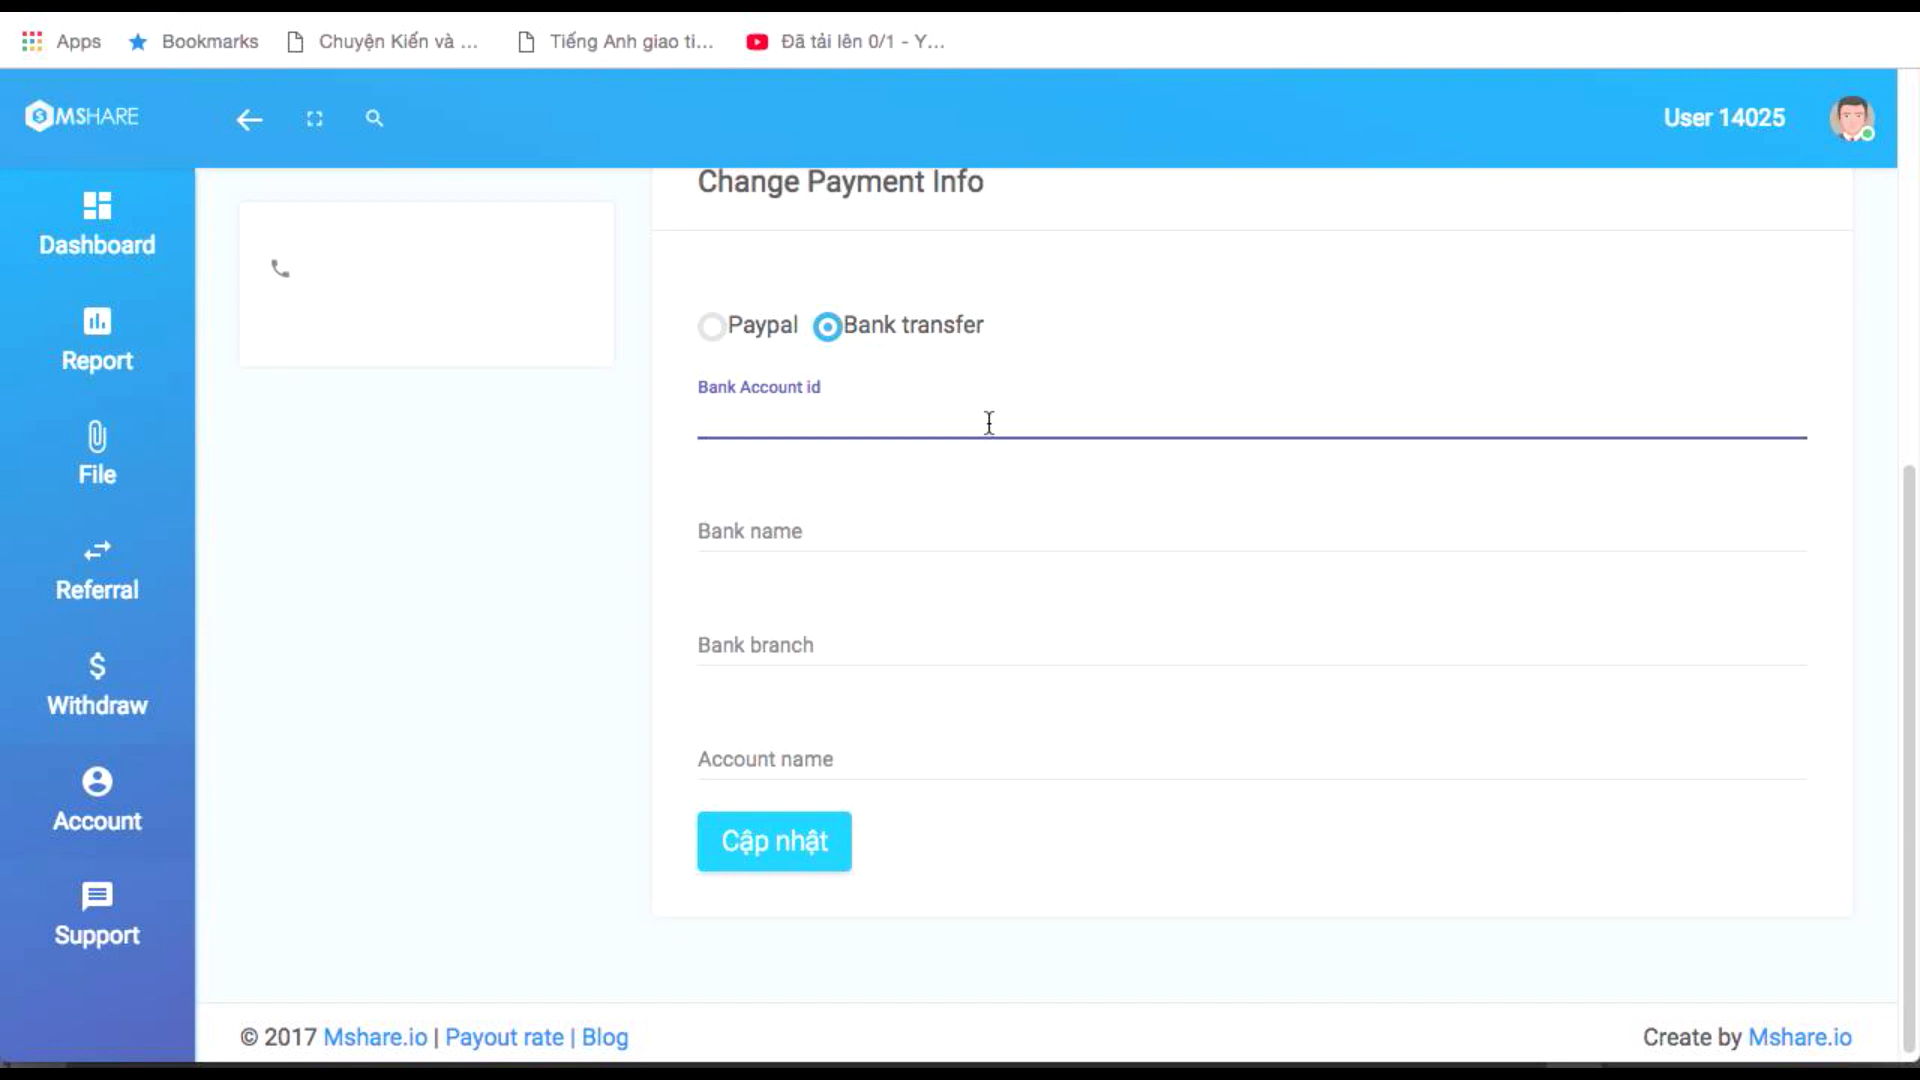 Apps Bookmarks Chuyện Kiến và ... Tiếng Anh giao ti... Đã tải lên 0/1 - Y...
MSHARE
User 14025
Dashboard
Report
File
Referral
Withdraw
Account
Support
Change Payment Info
Paypal Bank transfer
Bank Account id
Bank name
Bank branch
Account name
Cập nhật
© 2017 Mshare.io | Payout rate | Blog
Create by Mshare.io